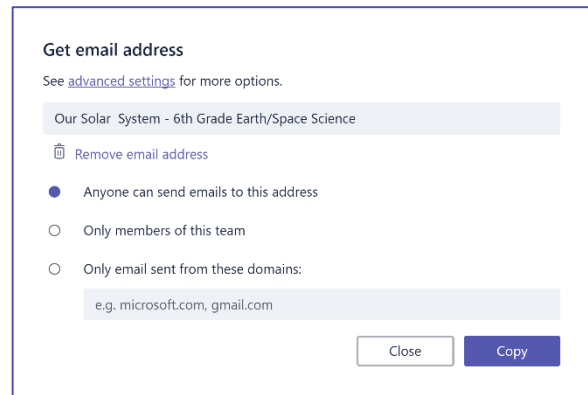 Get email address
See advanced settings for more options.
Our Solar  System - 6th Grade Earth/Space Science
Remove email address
Anyone can send emails to this address
Only members of this team
Only email sent from these domains:
e.g. microsoft.com, gmail.com
Close Copy